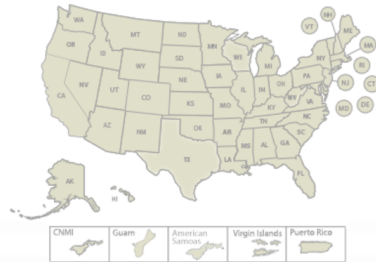 NH
VT
WA
MT
ND
MN
ME
OR
ID
SD
WI
MI
NY
MA
WY
RI
NV
NE
IA
PA
CA
UT
CO
IL
IN
OH
NJ
CT
KS
MO
WV
VA
KY
MD
DE
AZ
NM
OK
AR
TN
NC
SC
TX
MS
AL
GA
LA
AK
FL
HI
CNMI
Guam
American
Samoas
Virgin Islands
Puerto Rico